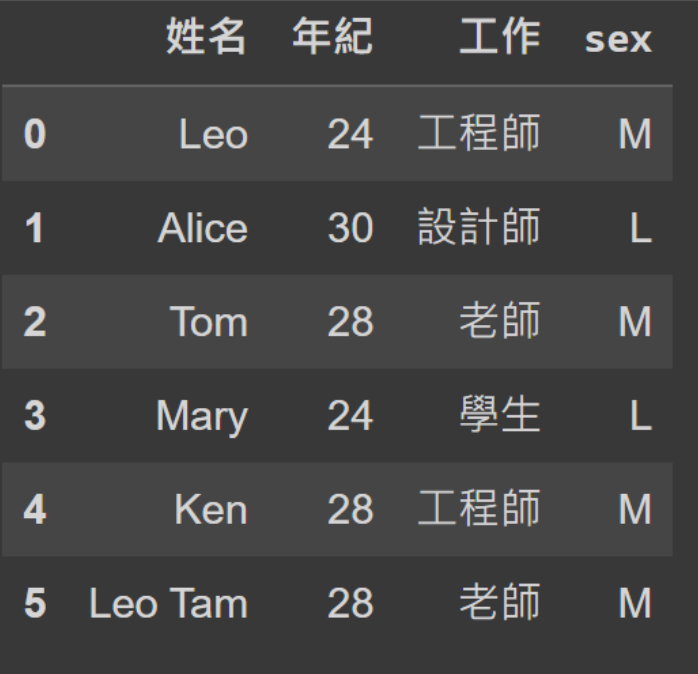 姓名 年紀 工作 sex
0 Leo 24 工程師 M
1 Alice 30 設計師 L
2 Tom 28 老師 M
3 Mary 24 學生 L
4 Ken 28 工程師 M
5 Leo Tam 28 老師 M